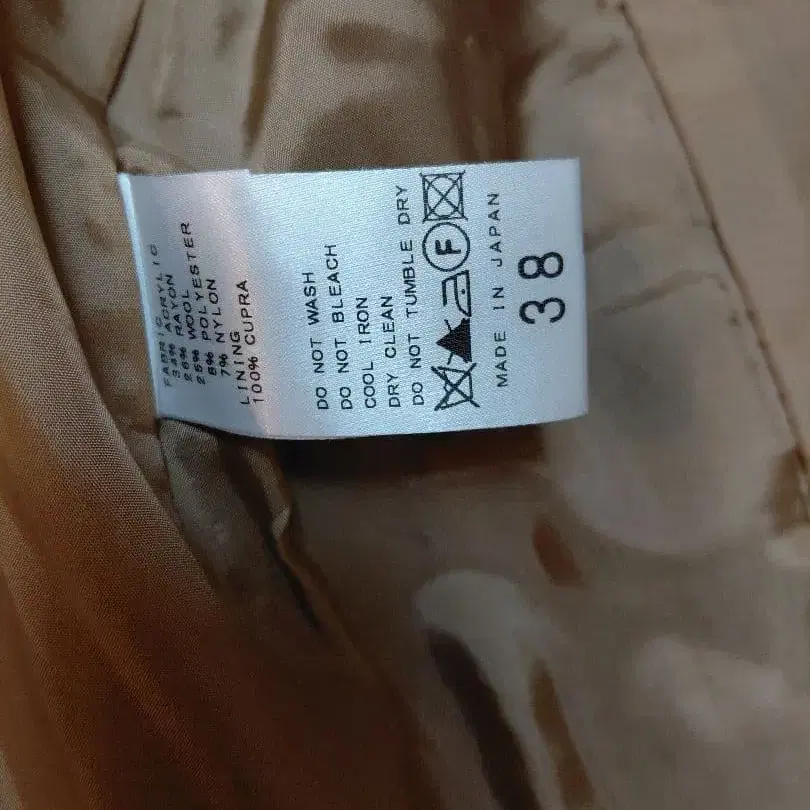 FABRIC
34% ACRYLIC
26% RAYON
25% WOOL
8% POLYESTER
7% NYLON
LINING
100% CUPRA
DO NOT WASH
DO NOT BLEACH
COOL IRON
DRY CLEAN
DO NOT TUMBLE DRY
F
MADE IN JAPAN
38